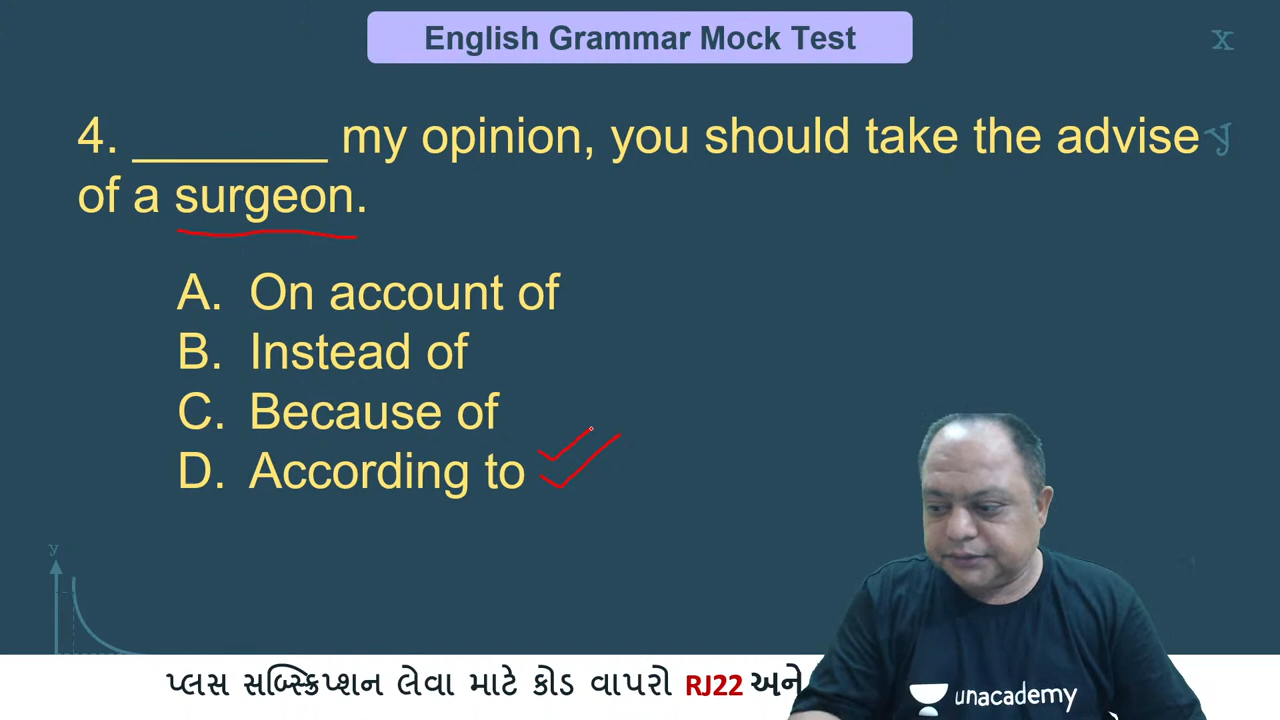 English Grammar Mock Test
x
4. _______ my opinion, you should take the advise
y
of a surgeon.
A. On account of
B. Instead of
C. Because of
D. According to
y
પ્લસ સબ્સ્ક્રિપ્શન લેવા માટે કોડ વાપરો RJ22 અને
unacademy